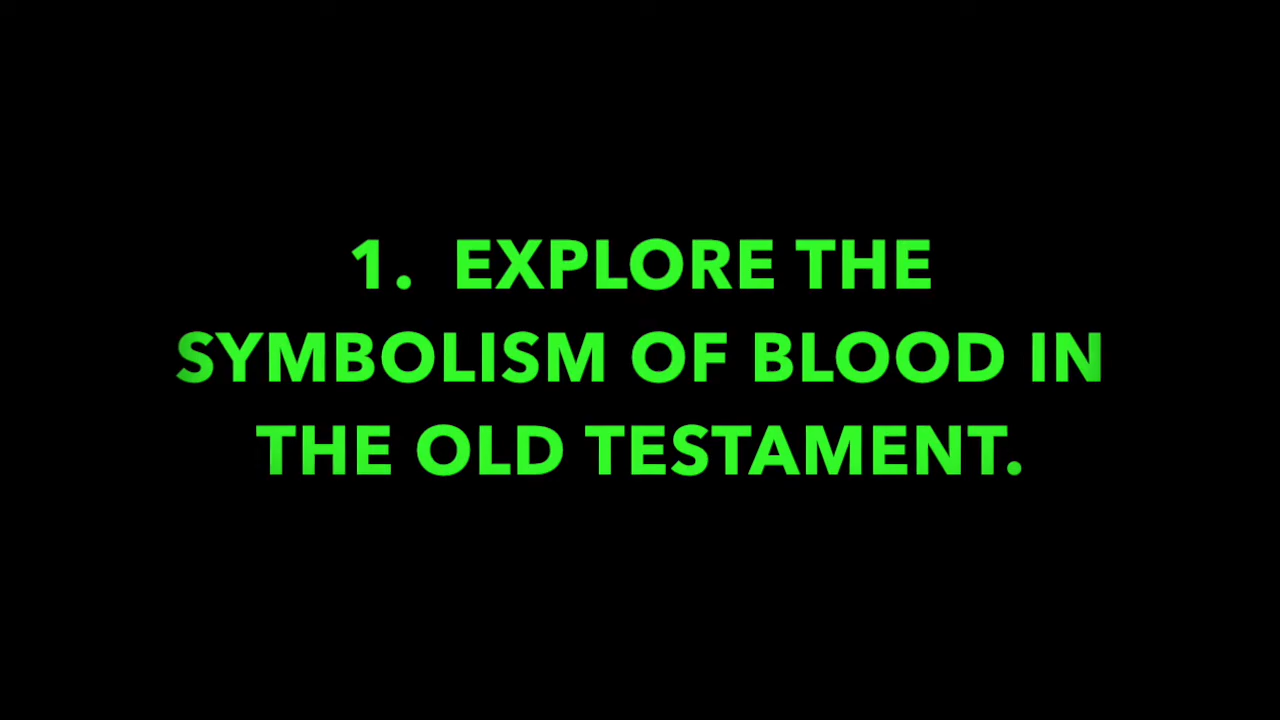 1.  EXPLORE THE
SYMBOLISM OF BLOOD IN
THE OLD TESTAMENT.